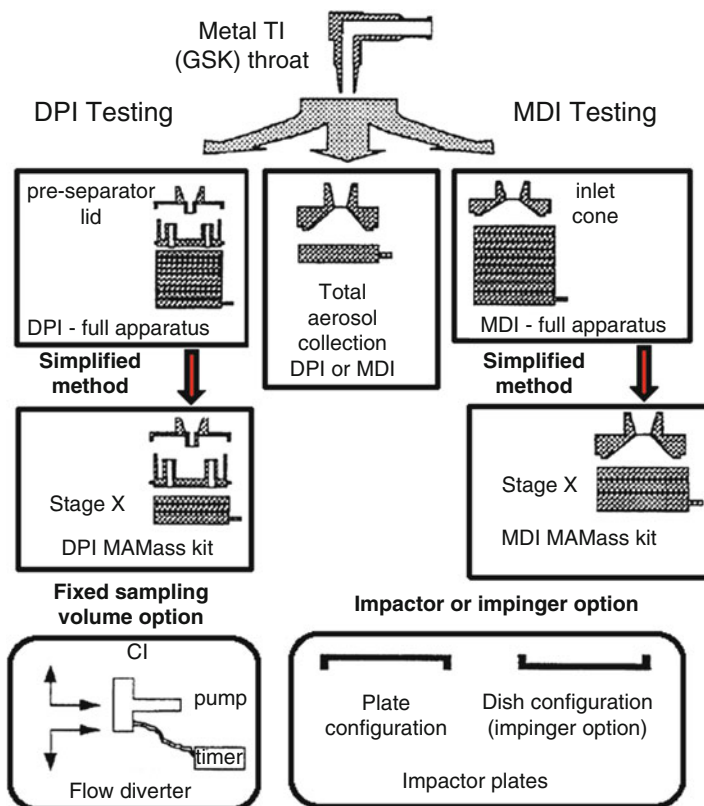 Metal TI
(GSK) throat
DPI Testing
MDI Testing
pre-separator
lid
DPI - full apparatus
Total
aerosol
collection
DPI or MDI
inlet
cone
MDI - full apparatus
Simplified
method
Simplified
method
Stage X
DPI MAMass kit
Stage X
MDI MAMass kit
Fixed sampling
volume option
Impactor or impinger option
CI
pump
timer
Flow diverter
Plate
configuration
Dish configuration
(impinger option)
Impactor plates